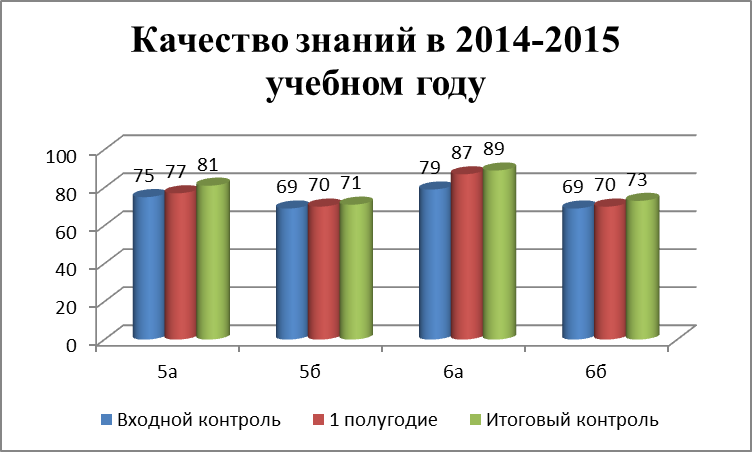 Качество знаний в 2014-2015
учебном году
100
80
60
40
20
0
75 77 81
69 70 71
79 87 89
69 70 73
5а 5б 6а 6б
Входной контроль 1 полугодие Итоговый контроль